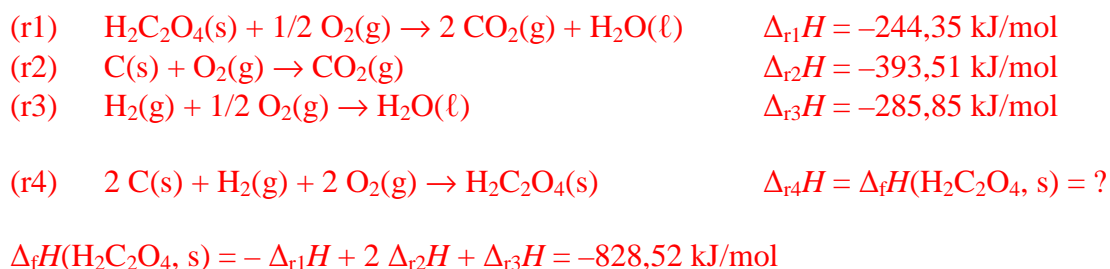 (r1) H₂C₂O₄(s) + 1/2 O₂(g) → 2 CO₂(g) + H₂O(ℓ) Δᵣ₁H = –244,35 kJ/mol
(r2) C(s) + O₂(g) → CO₂(g) Δᵣ₂H = –393,51 kJ/mol
(r3) H₂(g) + 1/2 O₂(g) → H₂O(ℓ) Δᵣ₃H = –285,85 kJ/mol
(r4) 2 C(s) + H₂(g) + 2 O₂(g) → H₂C₂O₄(s) Δᵣ₄H = ΔfH(H₂C₂O₄, s) = ?
ΔfH(H₂C₂O₄, s) = – Δᵣ₁H + 2 Δᵣ₂H + Δᵣ₃H = –828,52 kJ/mol